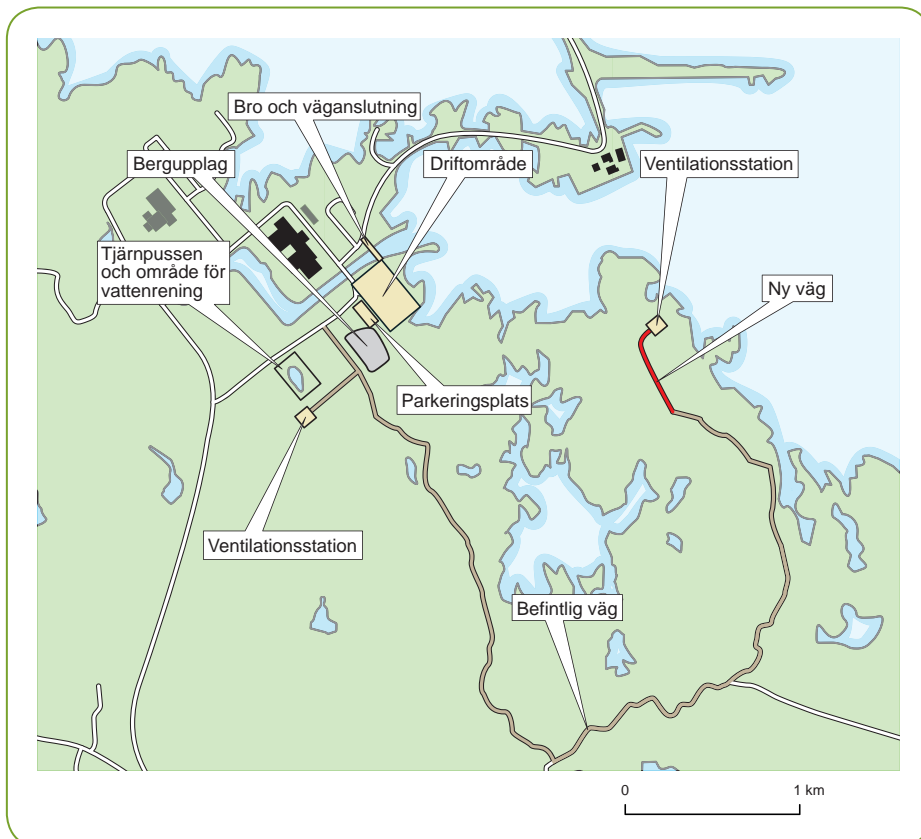 Bro och väganslutning
Bergupplag
Driftområde
Ventilationsstation
Tjärnpussen
och område för
vattenrening
Ny väg
Parkeringsplats
Ventilationsstation
Befintlig väg
0
1 km